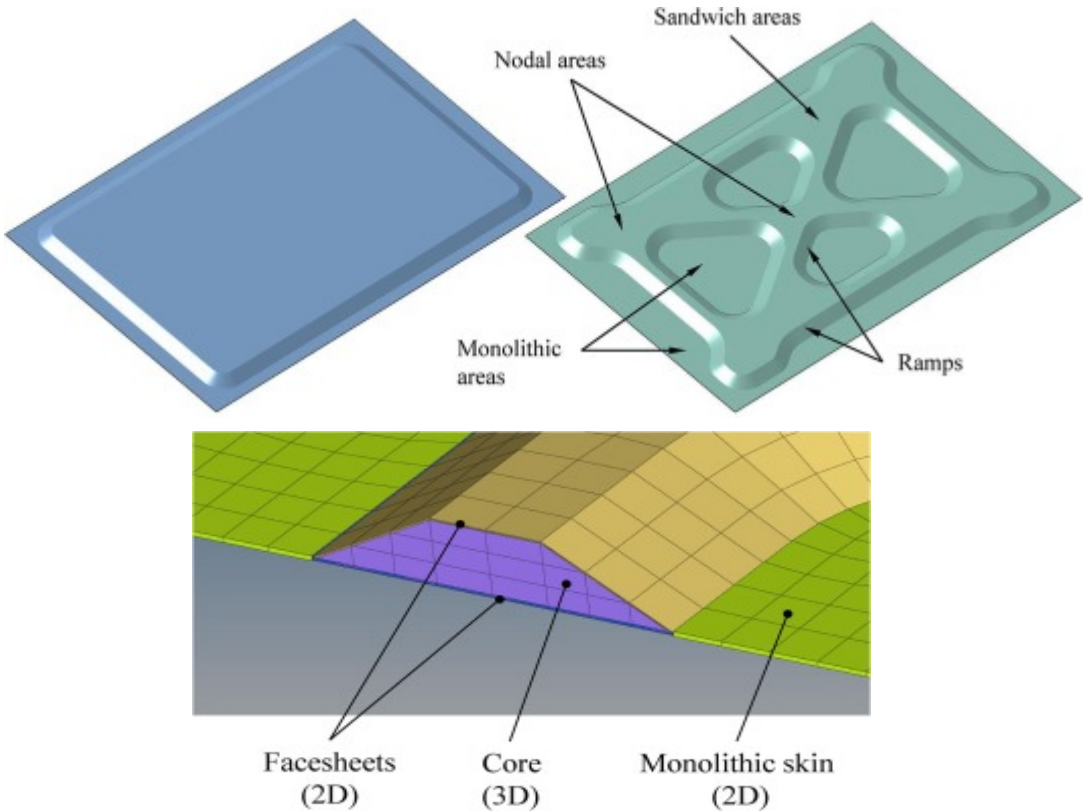 Sandwich areas
Nodal areas
Monolithic
areas
Ramps
Facesheets
(2D)
Core
(3D)
Monolithic skin
(2D)